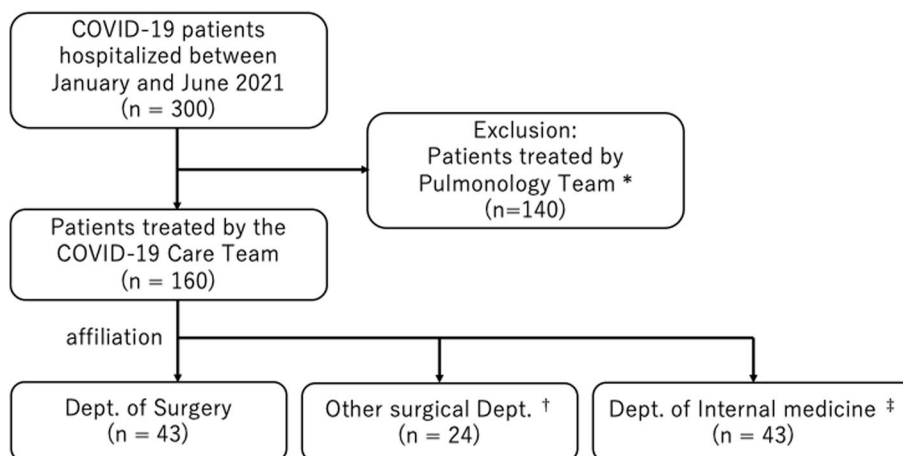 COVID-19 patients
hospitalized between
January and June 2021
(n = 300)
Exclusion:
Patients treated by
Pulmonology Team *
(n=140)
Patients treated by the
COVID-19 Care Team
(n = 160)
affiliation
Dept. of Surgery
(n = 43)
Other surgical Dept. †
(n = 24)
Dept. of Internal medicine ‡
(n = 43)